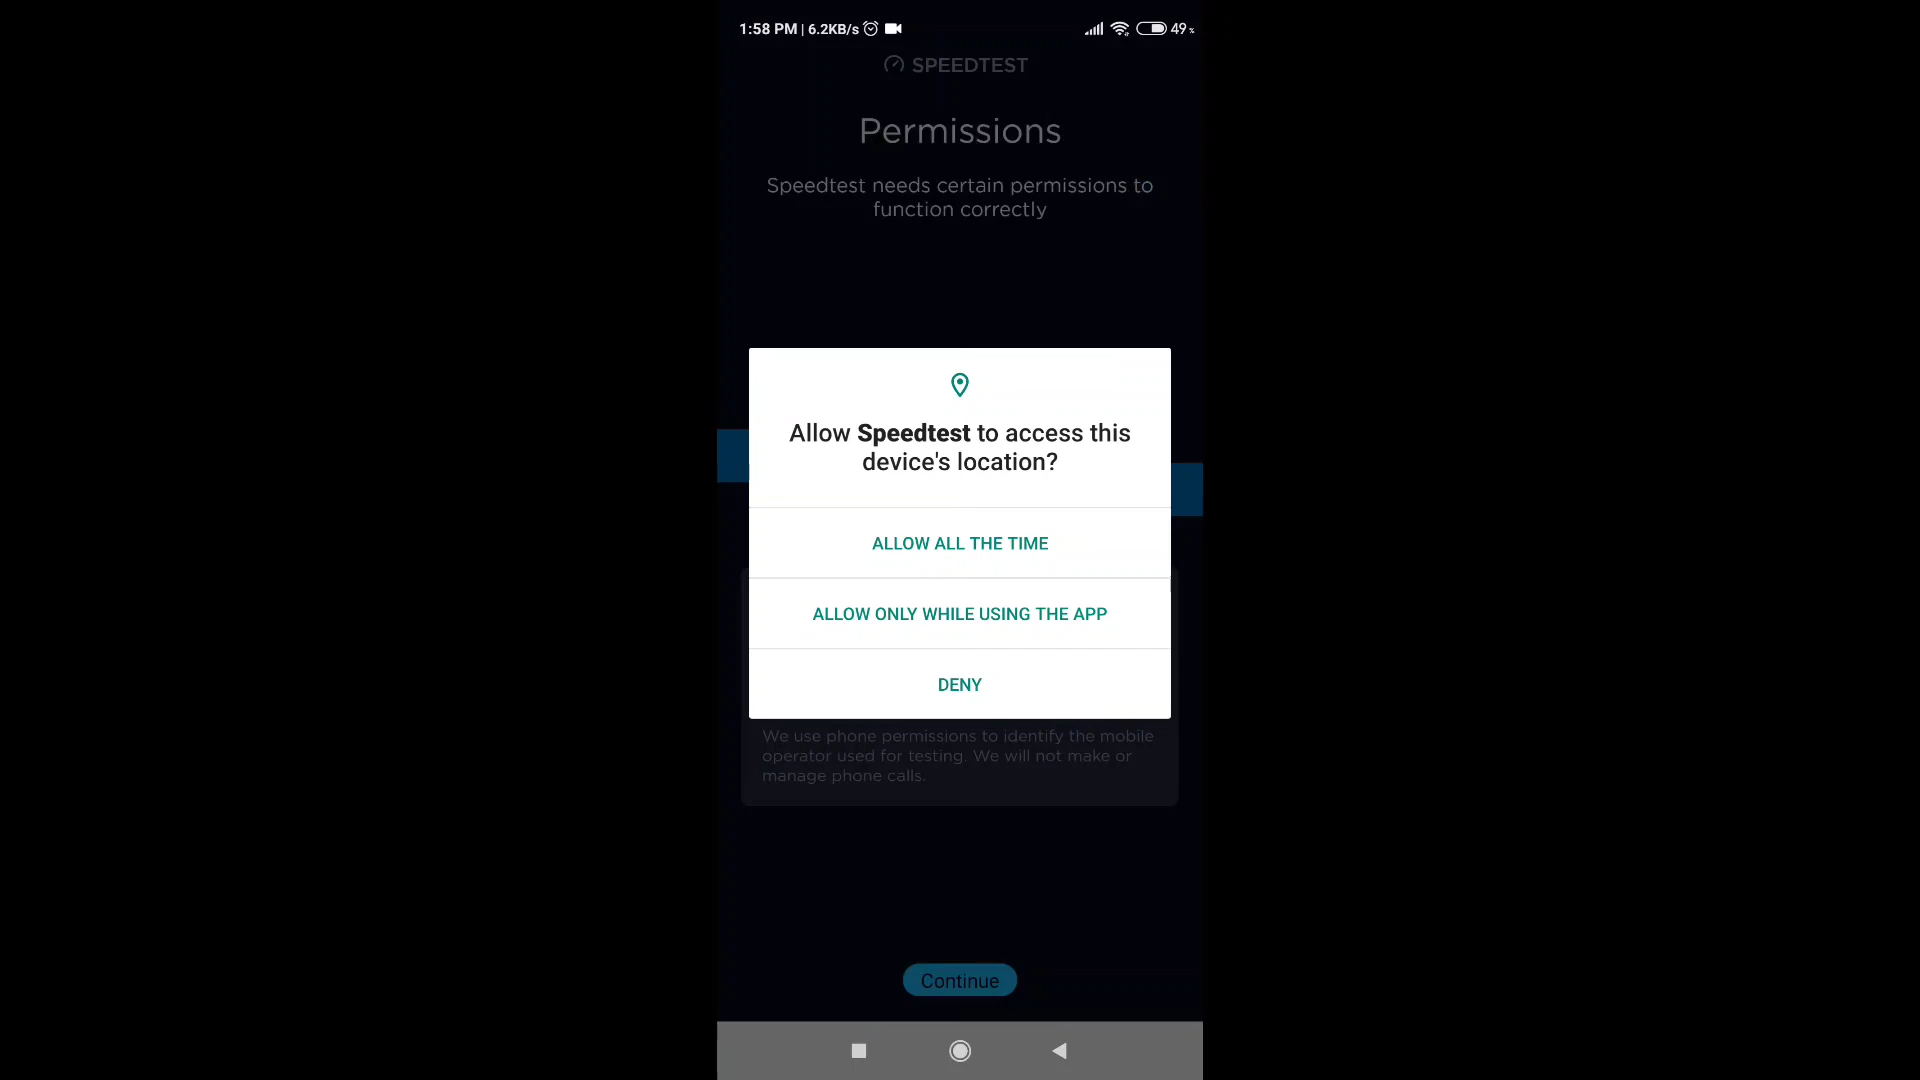 1:58 PM | 6.2KB/s 49%
SPEEDTEST
Permissions
Speedtest needs certain permissions to
function correctly
Allow Speedtest to access this
device's location?
ALLOW ALL THE TIME
ALLOW ONLY WHILE USING THE APP
DENY
We use phone permissions to identify the mobile
operator used for testing. We will not make or
manage phone calls.
Continue